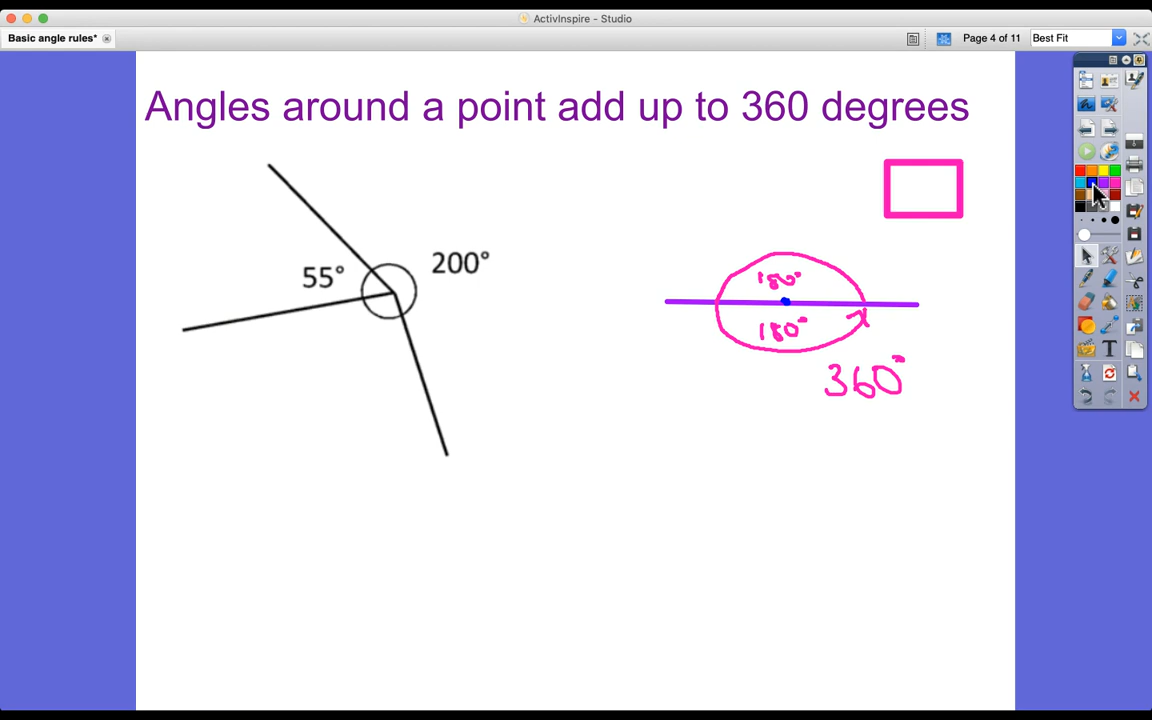 ActivInspire - Studio
Basic angle rules*
Page 4 of 11
Best Fit
Angles around a point add up to 360 degrees
55°
200°
180°
180°
360°